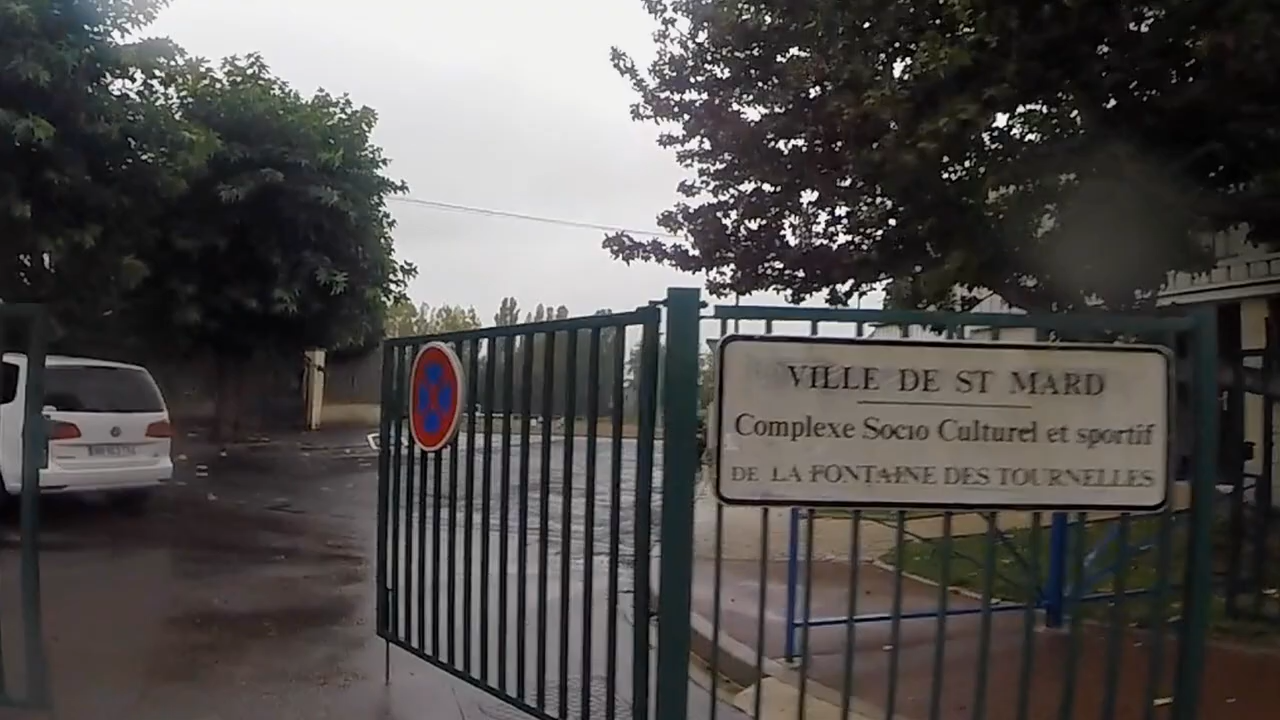 VILLE DE ST MARD
Complexe Socio Culturel et sportif
DE LA FONTAINE DES TOURNELLES